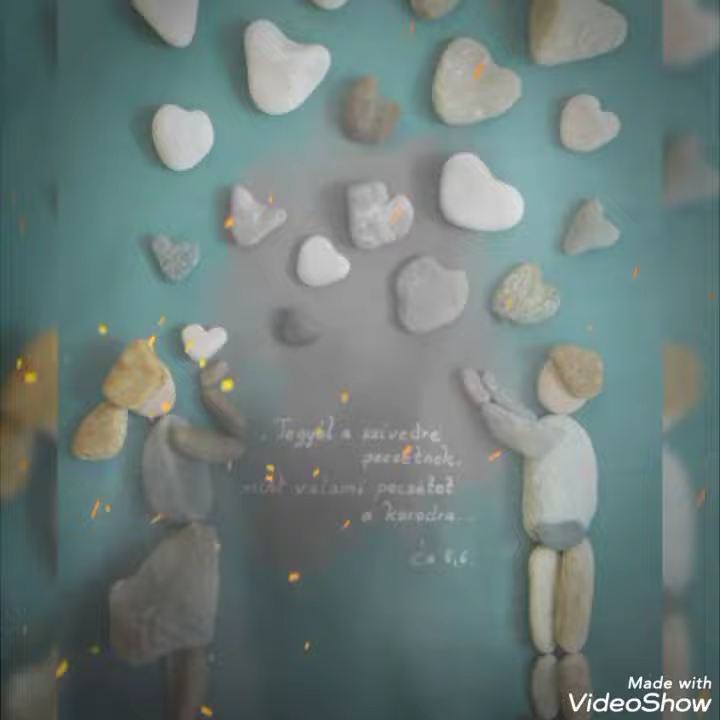 „Tegyél a szívedre
pecsétnek,
mint valami pecsétet
a karodra...
Én 8,6.
Made with
VideoShow